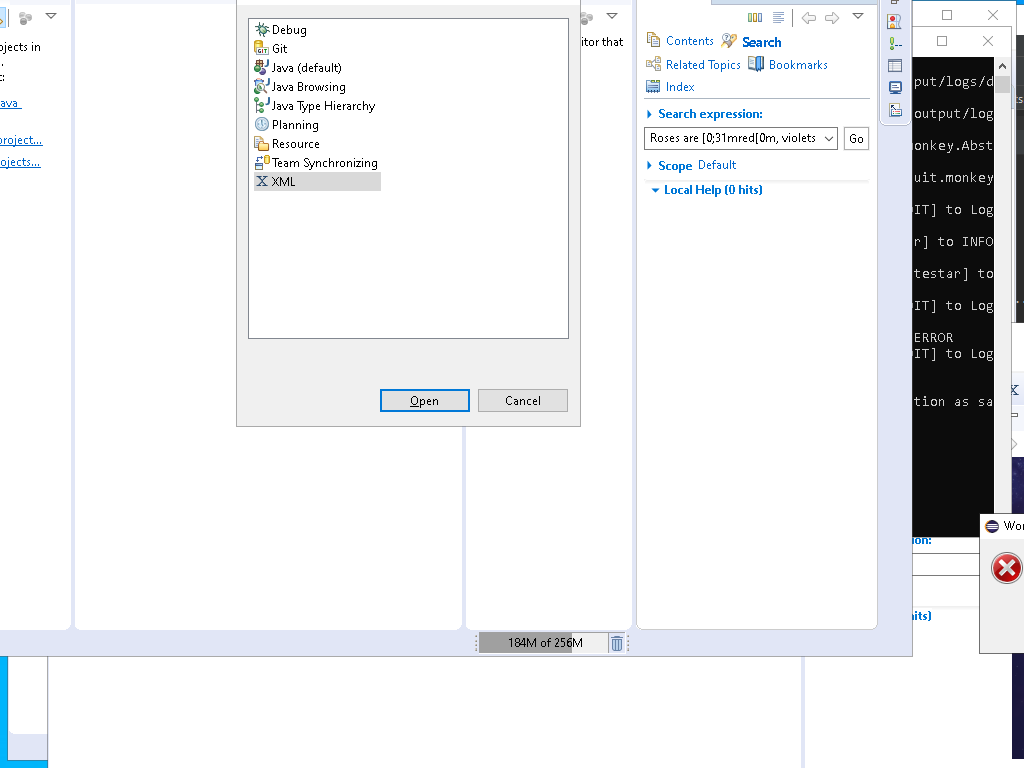 ojects in
ava
project...
ojects...
Debug
Git
Java (default)
Java Browsing
Java Type Hierarchy
Planning
Resource
Team Synchronizing
XML
Open
Cancel
itor that
Contents
Search
Related Topics
Bookmarks
Index
Search expression:
Roses are [0;31mred[0m, violets
Go
Scope Default
Local Help (0 hits)
184M of 256M
put/logs/d
output/log
onkey.Abst
uit.monkey
IT] to Log
r] to INFO
testar] to
IT] to Log
ERROR
IT] to Log
tion as sa
ion:
hits)
Wor